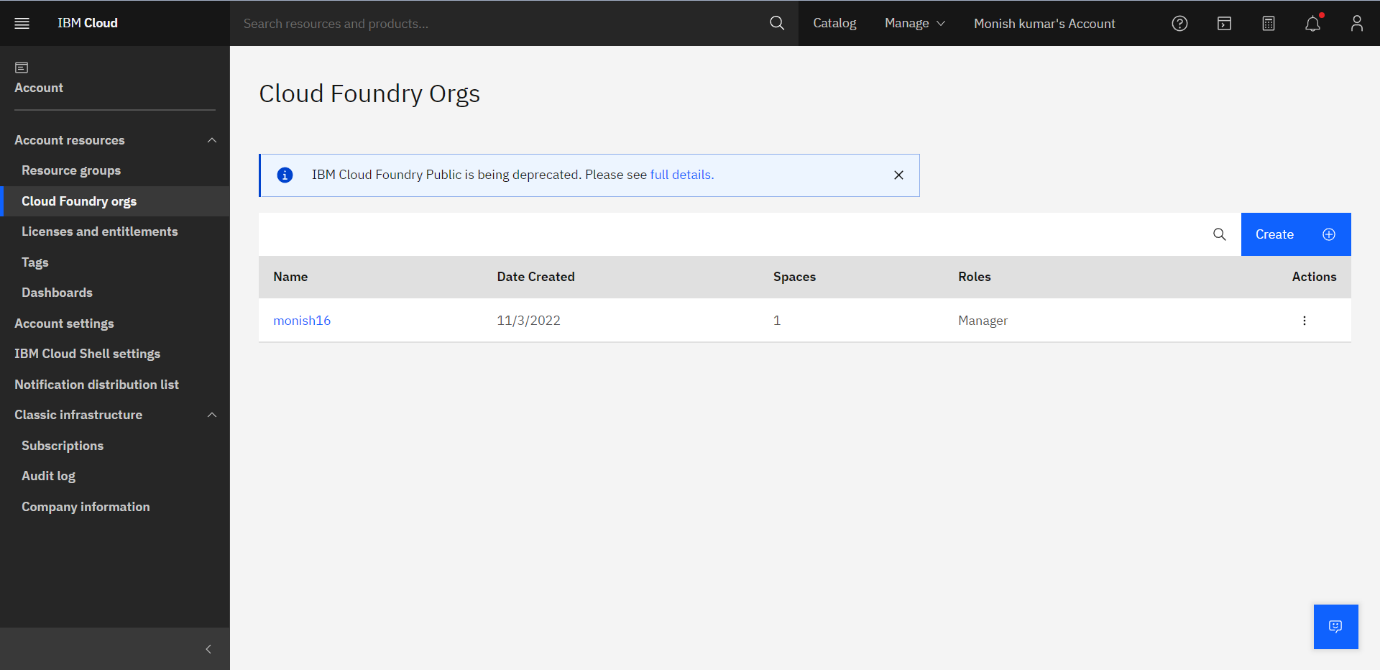 IBM Cloud
Search resources and products...
Catalog
Manage
Monish kumar's Account
Account
Account resources
Resource groups
Cloud Foundry orgs
Licenses and entitlements
Tags
Dashboards
Account settings
IBM Cloud Shell settings
Notification distribution list
Classic infrastructure
Subscriptions
Audit log
Company information
Cloud Foundry Orgs
IBM Cloud Foundry Public is being deprecated. Please see full details.
Create
Name Date Created Spaces Roles Actions
monish16 11/3/2022 1 Manager